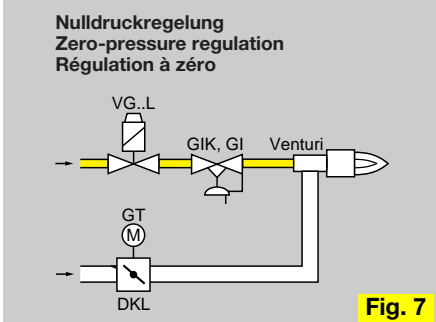 Nulldruckregelung
Zero-pressure regulation
Régulation à zéro
VG..L
GIK, GI Venturi
GT
M
DKL
Fig. 7